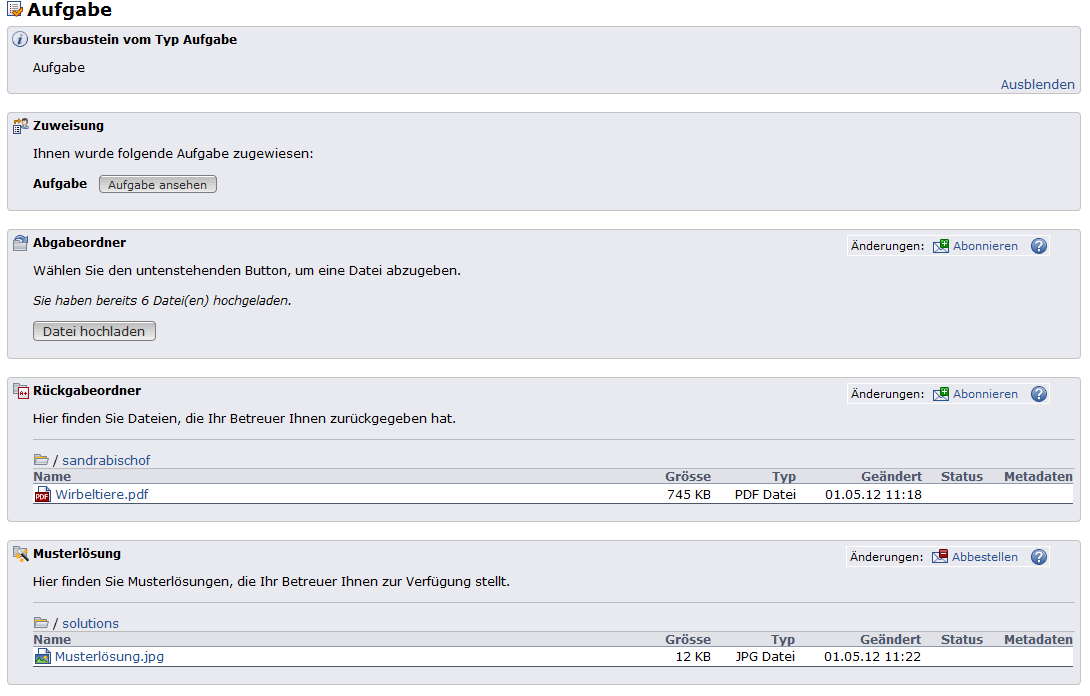 Aufgabe
Kursbaustein vom Typ Aufgabe
Aufgabe
Ausblenden
Zuweisung
Ihnen wurde folgende Aufgabe zugewiesen:
Aufgabe Aufgabe ansehen
Abgabeordner Änderungen: Abonnieren ?
Wählen Sie den untenstehenden Button, um eine Datei abzugeben.
Sie haben bereits 6 Datei(en) hochgeladen.
Datei hochladen
Rückgabeordner Änderungen: Abonnieren ?
Hier finden Sie Dateien, die Ihr Betreuer Ihnen zurückgegeben hat.
/ sandrabischof
Name Grösse Typ Geändert Status Metadaten
PDF Wirbeltiere.pdf 745 KB PDF Datei 01.05.12 11:18
Musterlösung Änderungen: Abbestellen ?
Hier finden Sie Musterlösungen, die Ihr Betreuer Ihnen zur Verfügung stellt.
/ solutions
Name Grösse Typ Geändert Status Metadaten
Musterlösung.jpg 12 KB JPG Datei 01.05.12 11:22